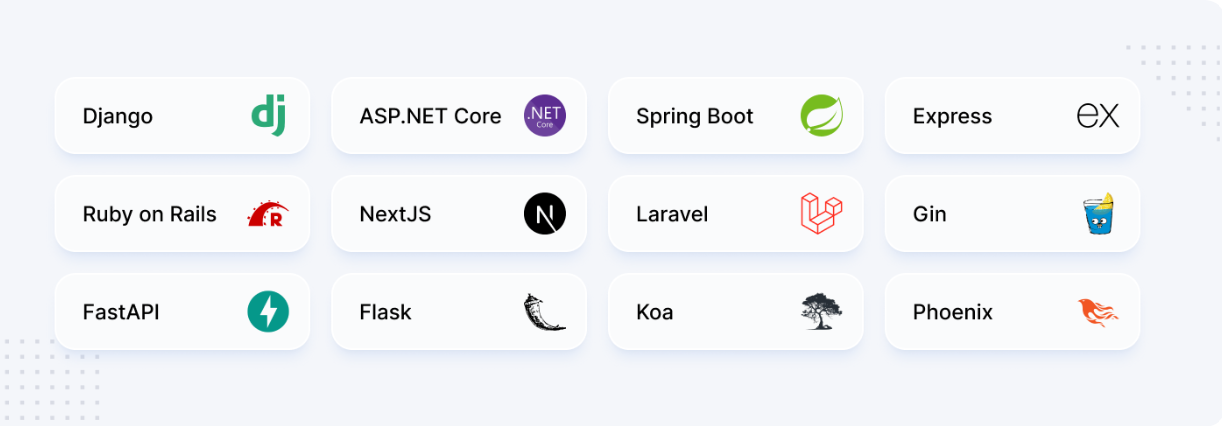 Django
dj
ASP.NET Core
.NET
Core
Spring Boot
Express
ex
Ruby on Rails
R
NextJS
N
Laravel
Gin
FastAPI
Flask
Koa
Phoenix